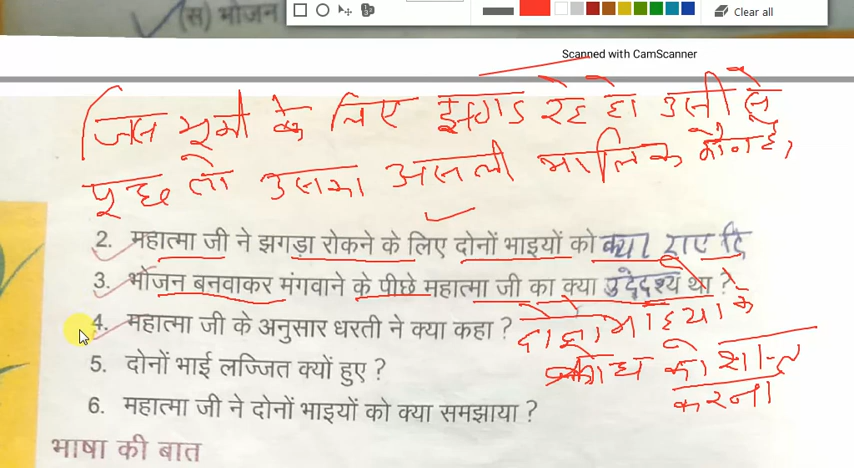 (स) भोजन
Clear all
Scanned with CamScanner
जिस भूमी के लिए झगड रहे हो उसी से
पूछ लो उसका असली मालिक कौन है,
2. महात्मा जी ने झगड़ा रोकने के लिए दोनों भाइयों को क्या राए दि
3. भोजन बनवाकर मंगवाने के पीछे महात्मा जी का क्या उद्देश्य था ?
4. महात्मा जी के अनुसार धरती ने क्या कहा ?
दोनो भाइयो के
क्रोध को शान्त
करना
5. दोनों भाई लज्जित क्यों हुए ?
6. महात्मा जी ने दोनों भाइयों को क्या समझाया ?
भाषा की बात